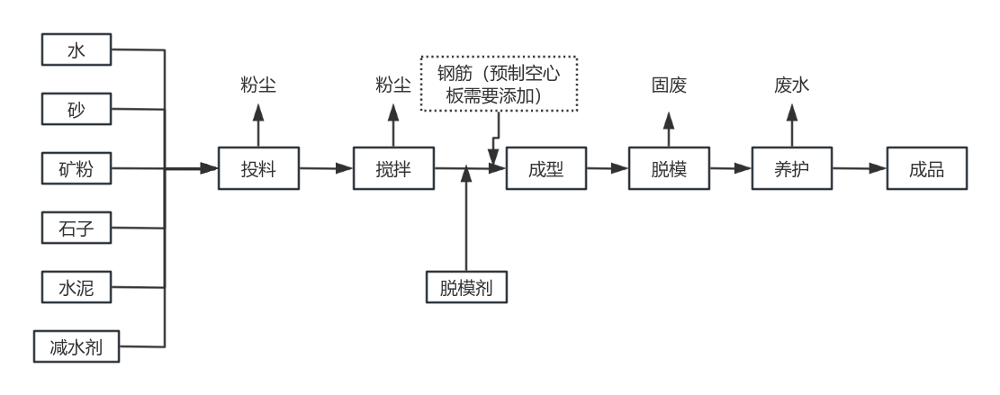 水
砂
矿粉
石子
水泥
减水剂
粉尘
投料
粉尘
搅拌
钢筋（预制空心
板需要添加）
脱模剂
成型
固废
脱模
废水
养护
成品